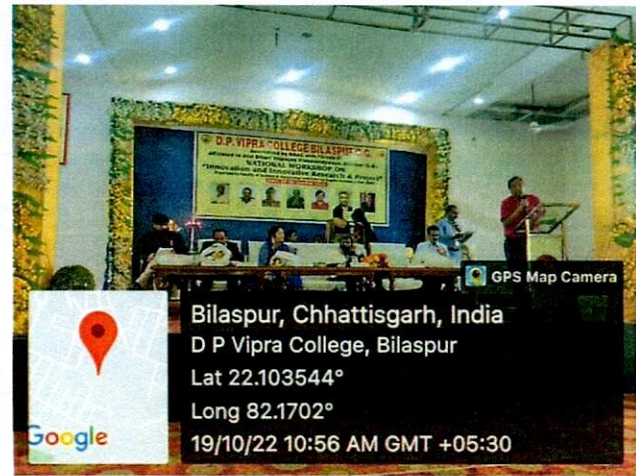 D.P. VIPRA COLLEGE BILASPUR C.G.
NATIONAL WORKSHOP ON
"Innovation and Innovative Research & Project"
GPS Map Camera
Bilaspur, Chhattisgarh, India
D P Vipra College, Bilaspur
Lat 22.103544°
Long 82.1702°
19/10/22 10:56 AM GMT +05:30
Google